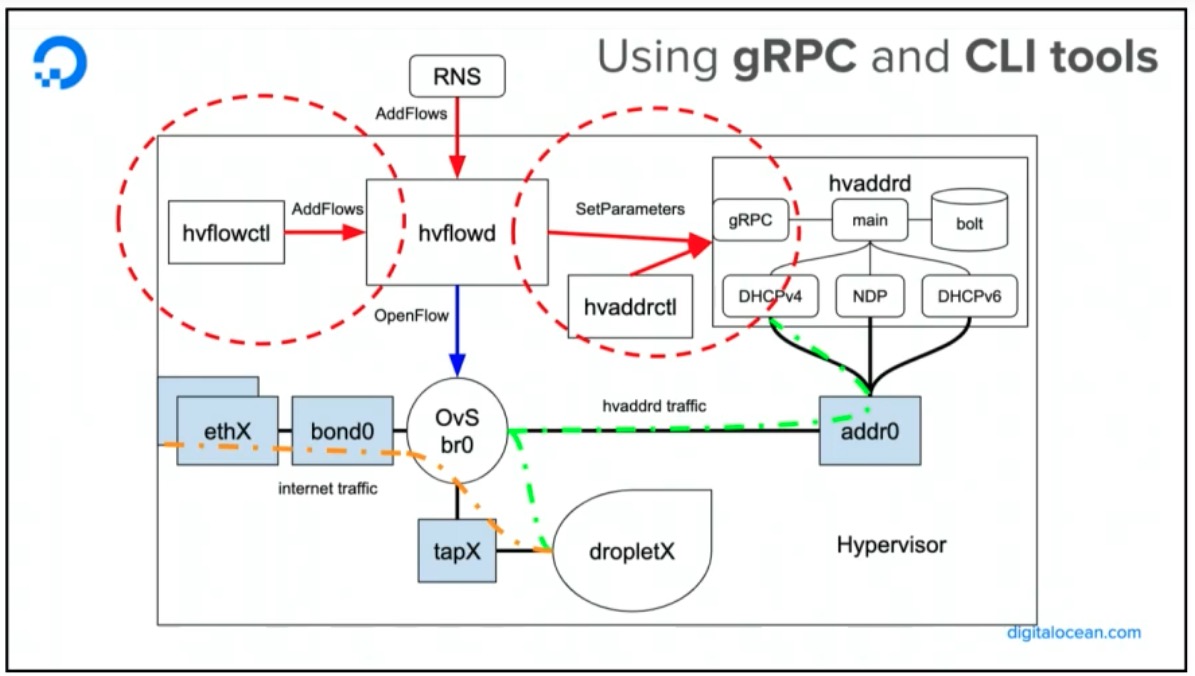 Using gRPC and CLI tools
RNS
AddFlows
hvaddrd
AddFlows
SetParameters
gRPC
main
bolt
hvflowctl
hvflowd
DHCPv4
NDP
DHCPv6
hvaddrctl
OpenFlow
hvaddrd traffic
OvS
br0
ethX
bond0
addr0
internet traffic
tapX
dropletX
Hypervisor
digitalocean.com